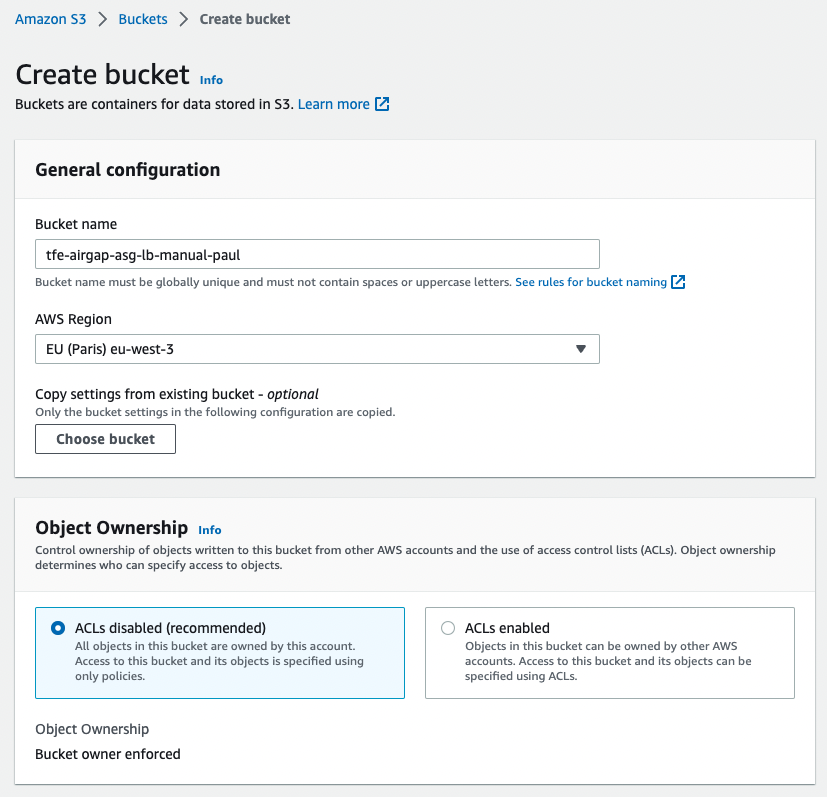 Amazon S3 > Buckets > Create bucket
Create bucket Info
Buckets are containers for data stored in S3. Learn more
General configuration
Bucket name
tfe-airgap-asg-lb-manual-paul
Bucket name must be globally unique and must not contain spaces or uppercase letters. See rules for bucket naming
AWS Region
EU (Paris) eu-west-3
Copy settings from existing bucket - optional
Only the bucket settings in the following configuration are copied.
Choose bucket
Object Ownership Info
Control ownership of objects written to this bucket from other AWS accounts and the use of access control lists (ACLs). Object ownership
determines who can specify access to objects.
ACLs disabled (recommended)
All objects in this bucket are owned by this account.
Access to this bucket and its objects is specified using
only policies.
ACLs enabled
Objects in this bucket can be owned by other AWS
accounts. Access to this bucket and its objects can be
specified using ACLs.
Object Ownership
Bucket owner enforced